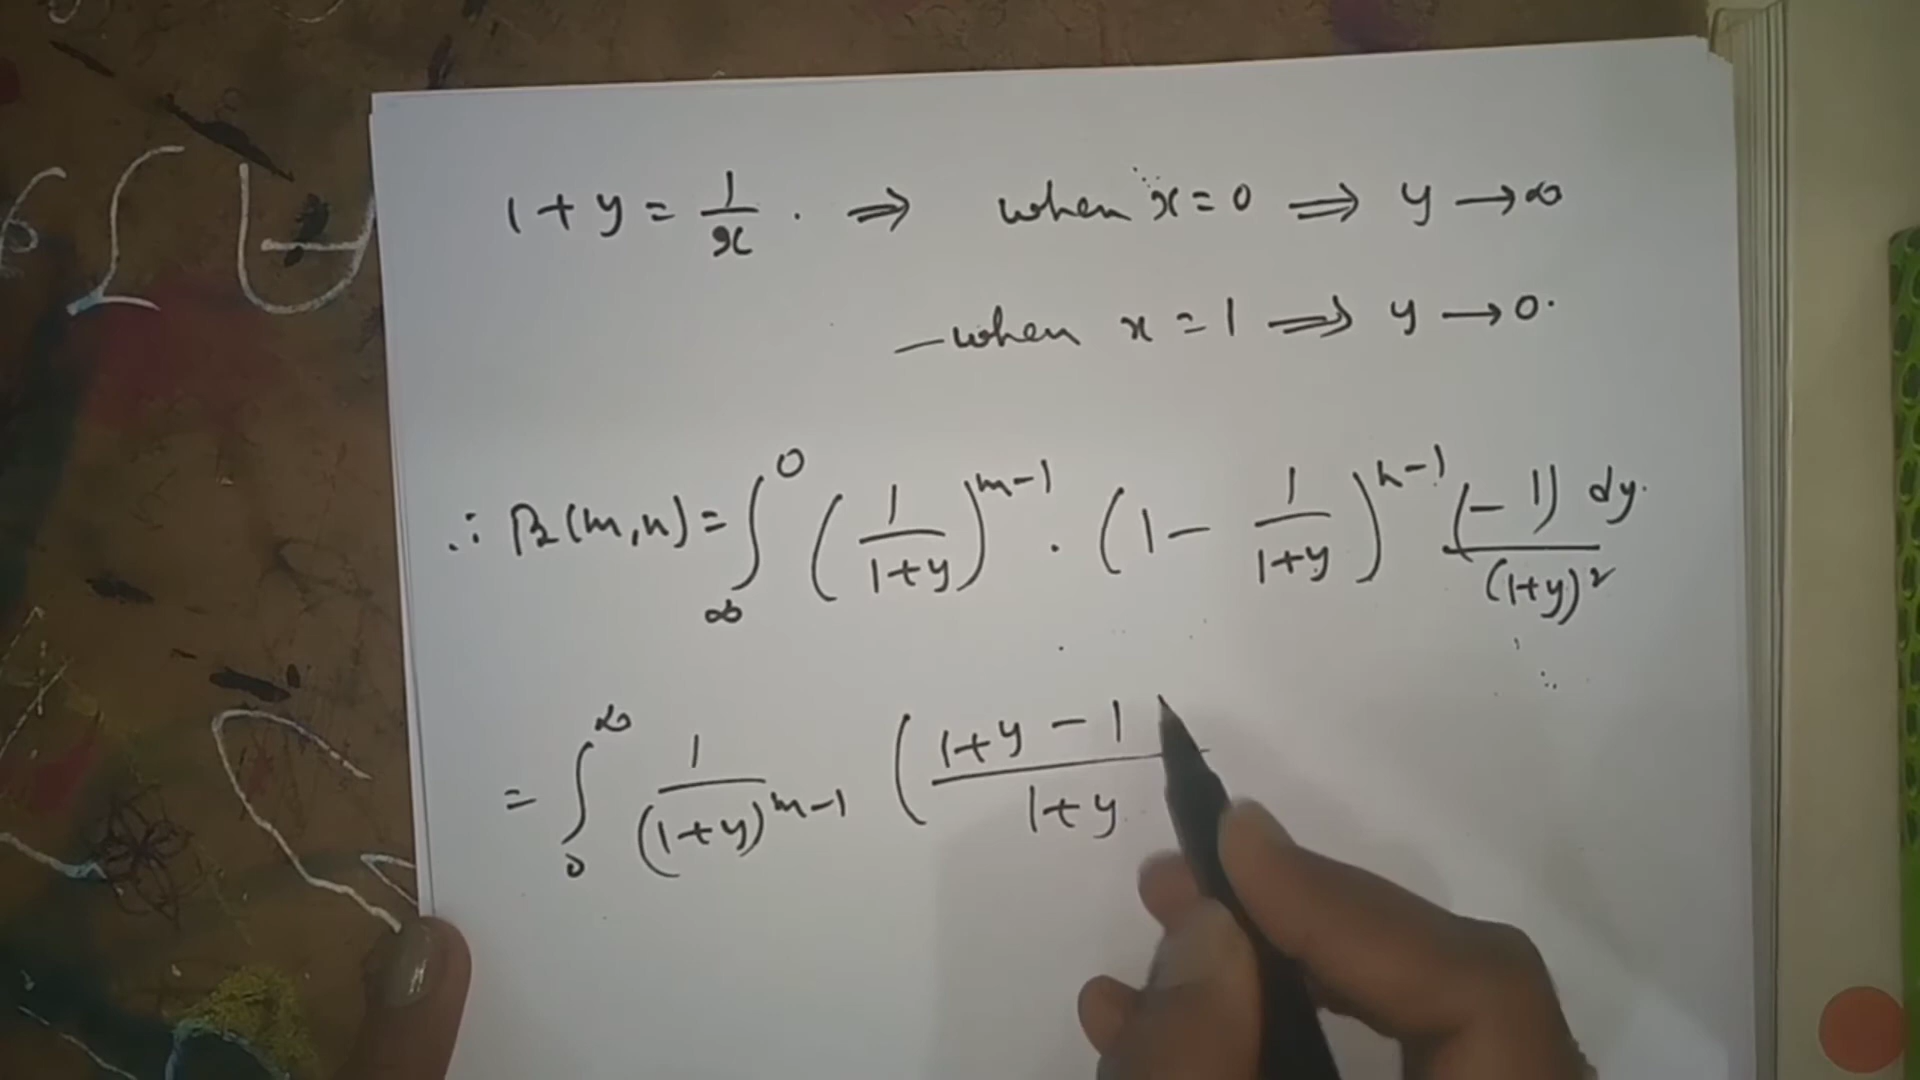 1 + y = 1/x . ⇒ when x = 0 ⇒ y → ∞
when x = 1 ⇒ y → 0.
∴ β(m,n) = ∫_∞^0 (1/(1+y))^(m-1) . (1 - 1/(1+y))^(n-1) (-1)/(1+y)² dy.
= ∫_0^∞ 1/(1+y)^(m-1) ((1+y-1)/(1+y)